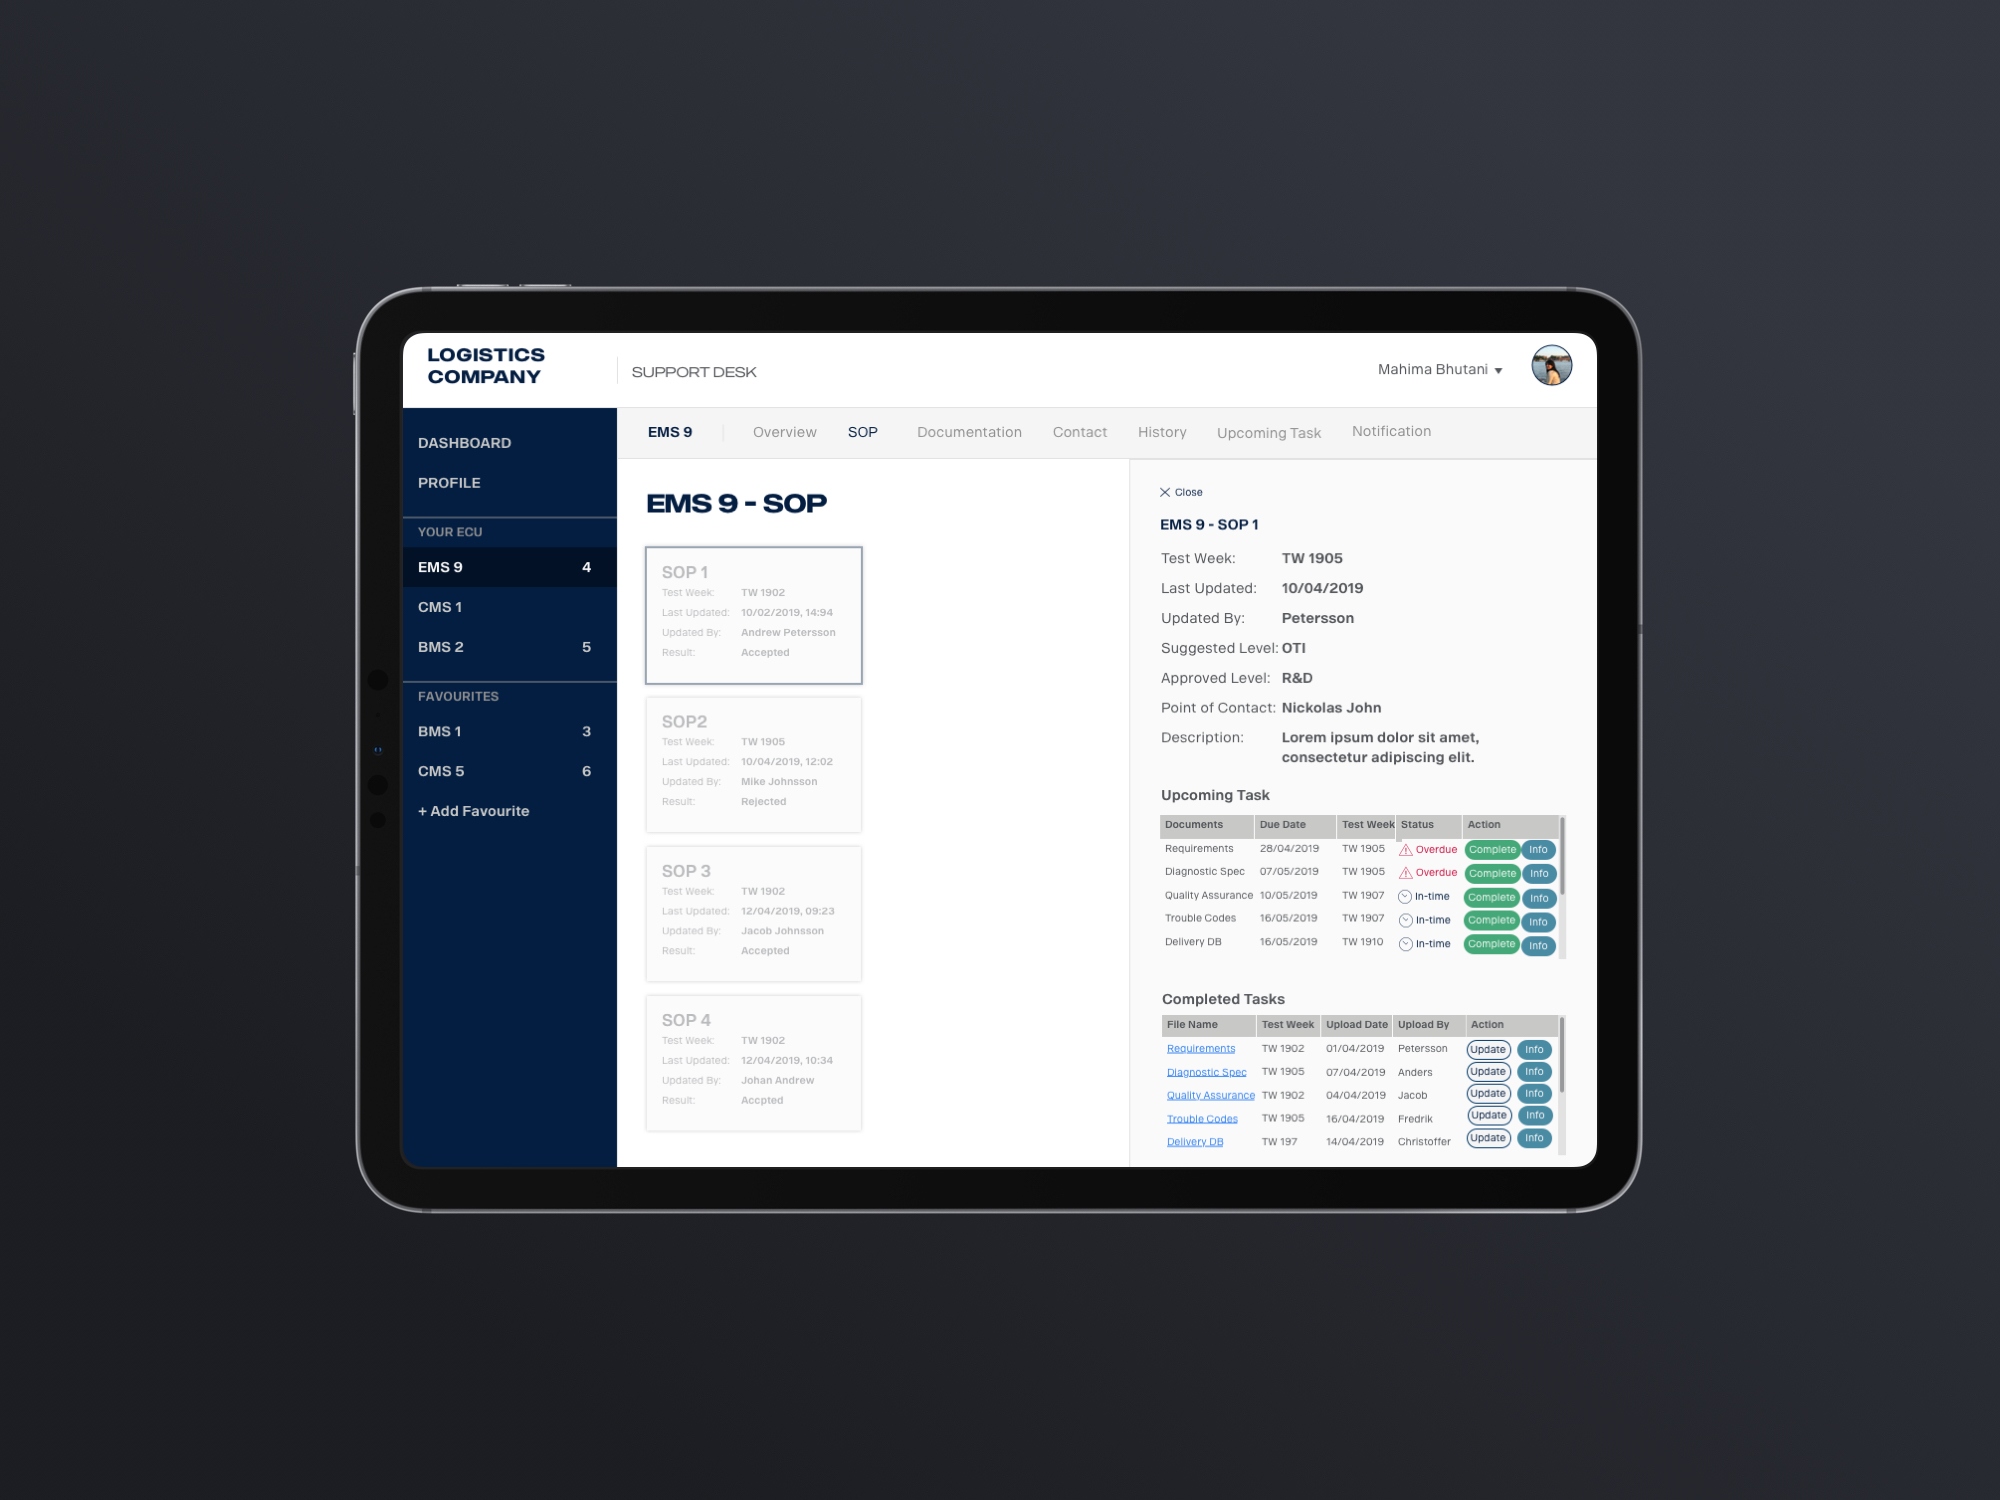 LOGISTICS
COMPANY
SUPPORT DESK
Mahima Bhutani
DASHBOARD
PROFILE
YOUR ECU
EMS 9 4
CMS 1
BMS 2 5
FAVOURITES
BMS 1 3
CMS 5 6
+ Add Favourite
EMS 9 Overview SOP Documentation Contact History Upcoming Task Notification
EMS 9 - SOP
SOP 1
Test Week: TW 1902
Last Updated: 10/02/2019, 14:94
Updated By: Andrew Petersson
Result: Accepted
SOP2
Test Week: TW 1905
Last Updated: 10/04/2019, 12:02
Updated By: Mike Johnsson
Result: Rejected
SOP 3
Test Week: TW 1902
Last Updated: 12/04/2019, 09:23
Updated By: Jacob Johnsson
Result: Accepted
SOP 4
Test Week: TW 1902
Last Updated: 12/04/2019, 10:34
Updated By: Johan Andrew
Result: Accpted
Close
EMS 9 - SOP 1
Test Week: TW 1905
Last Updated: 10/04/2019
Updated By: Petersson
Suggested Level: OTI
Approved Level: R&D
Point of Contact: Nickolas John
Description: Lorem ipsum dolor sit amet,
consectetur adipiscing elit.
Upcoming Task
Documents Due Date Test Week Status Action
Requirements 28/04/2019 TW 1905 Overdue Complete Info
Diagnostic Spec 07/05/2019 TW 1905 Overdue Complete Info
Quality Assurance 10/05/2019 TW 1907 In-time Complete Info
Trouble Codes 16/05/2019 TW 1907 In-time Complete Info
Delivery DB 16/05/2019 TW 1910 In-time Complete Info
Completed Tasks
File Name Test Week Upload Date Upload By Action
Requirements TW 1902 01/04/2019 Petersson Update Info
Diagnostic Spec TW 1905 07/04/2019 Anders Update Info
Quality Assurance TW 1902 04/04/2019 Jacob Update Info
Trouble Codes TW 1905 16/04/2019 Fredrik Update Info
Delivery DB TW 197 14/04/2019 Christoffer Update Info